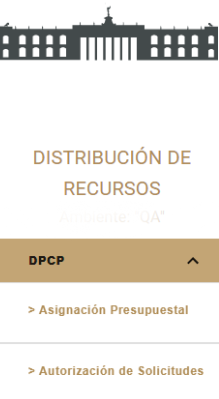 DISTRIBUCIÓN DE
RECURSOS
Ambiente: "QA"
DPCP
> Asignación Presupuestal
> Autorización de Solicitudes